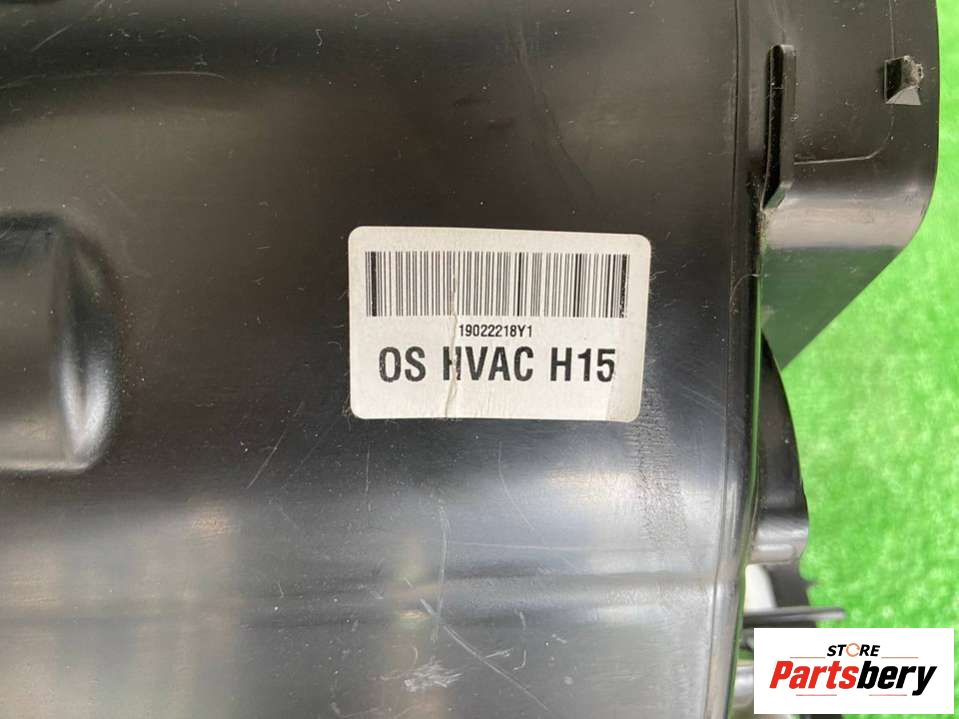 19022218Y1
OS HVAC H15
STORE
Partsbery